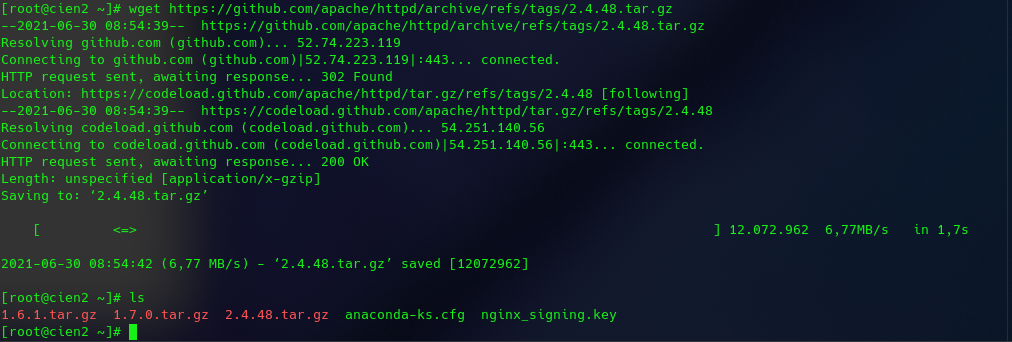 [root@cien2 ~]# wget https://github.com/apache/httpd/archive/refs/tags/2.4.48.tar.gz
--2021-06-30 08:54:39--  https://github.com/apache/httpd/archive/refs/tags/2.4.48.tar.gz
Resolving github.com (github.com)... 52.74.223.119
Connecting to github.com (github.com)|52.74.223.119|:443... connected.
HTTP request sent, awaiting response... 302 Found
Location: https://codeload.github.com/apache/httpd/tar.gz/refs/tags/2.4.48 [following]
--2021-06-30 08:54:39--  https://codeload.github.com/apache/httpd/tar.gz/refs/tags/2.4.48
Resolving codeload.github.com (codeload.github.com)... 54.251.140.56
Connecting to codeload.github.com (codeload.github.com)|54.251.140.56|:443... connected.
HTTP request sent, awaiting response... 200 OK
Length: unspecified [application/x-gzip]
Saving to: ‘2.4.48.tar.gz’
[         <=>                                                                        ] 12.072.962  6,77MB/s   in 1,7s
2021-06-30 08:54:42 (6,77 MB/s) - ‘2.4.48.tar.gz’ saved [12072962]
[root@cien2 ~]# ls
1.6.1.tar.gz  1.7.0.tar.gz  2.4.48.tar.gz  anaconda-ks.cfg  nginx_signing.key
[root@cien2 ~]#